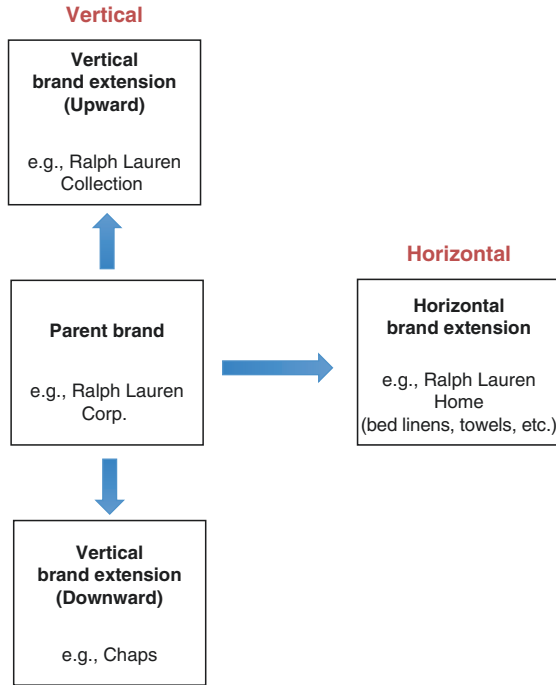 Vertical
Vertical
brand extension
(Upward)
e.g., Ralph Lauren
Collection
Horizontal
Parent brand
e.g., Ralph Lauren
Corp.
Horizontal
brand extension
e.g., Ralph Lauren
Home
(bed linens, towels, etc.)
Vertical
brand extension
(Downward)
e.g., Chaps